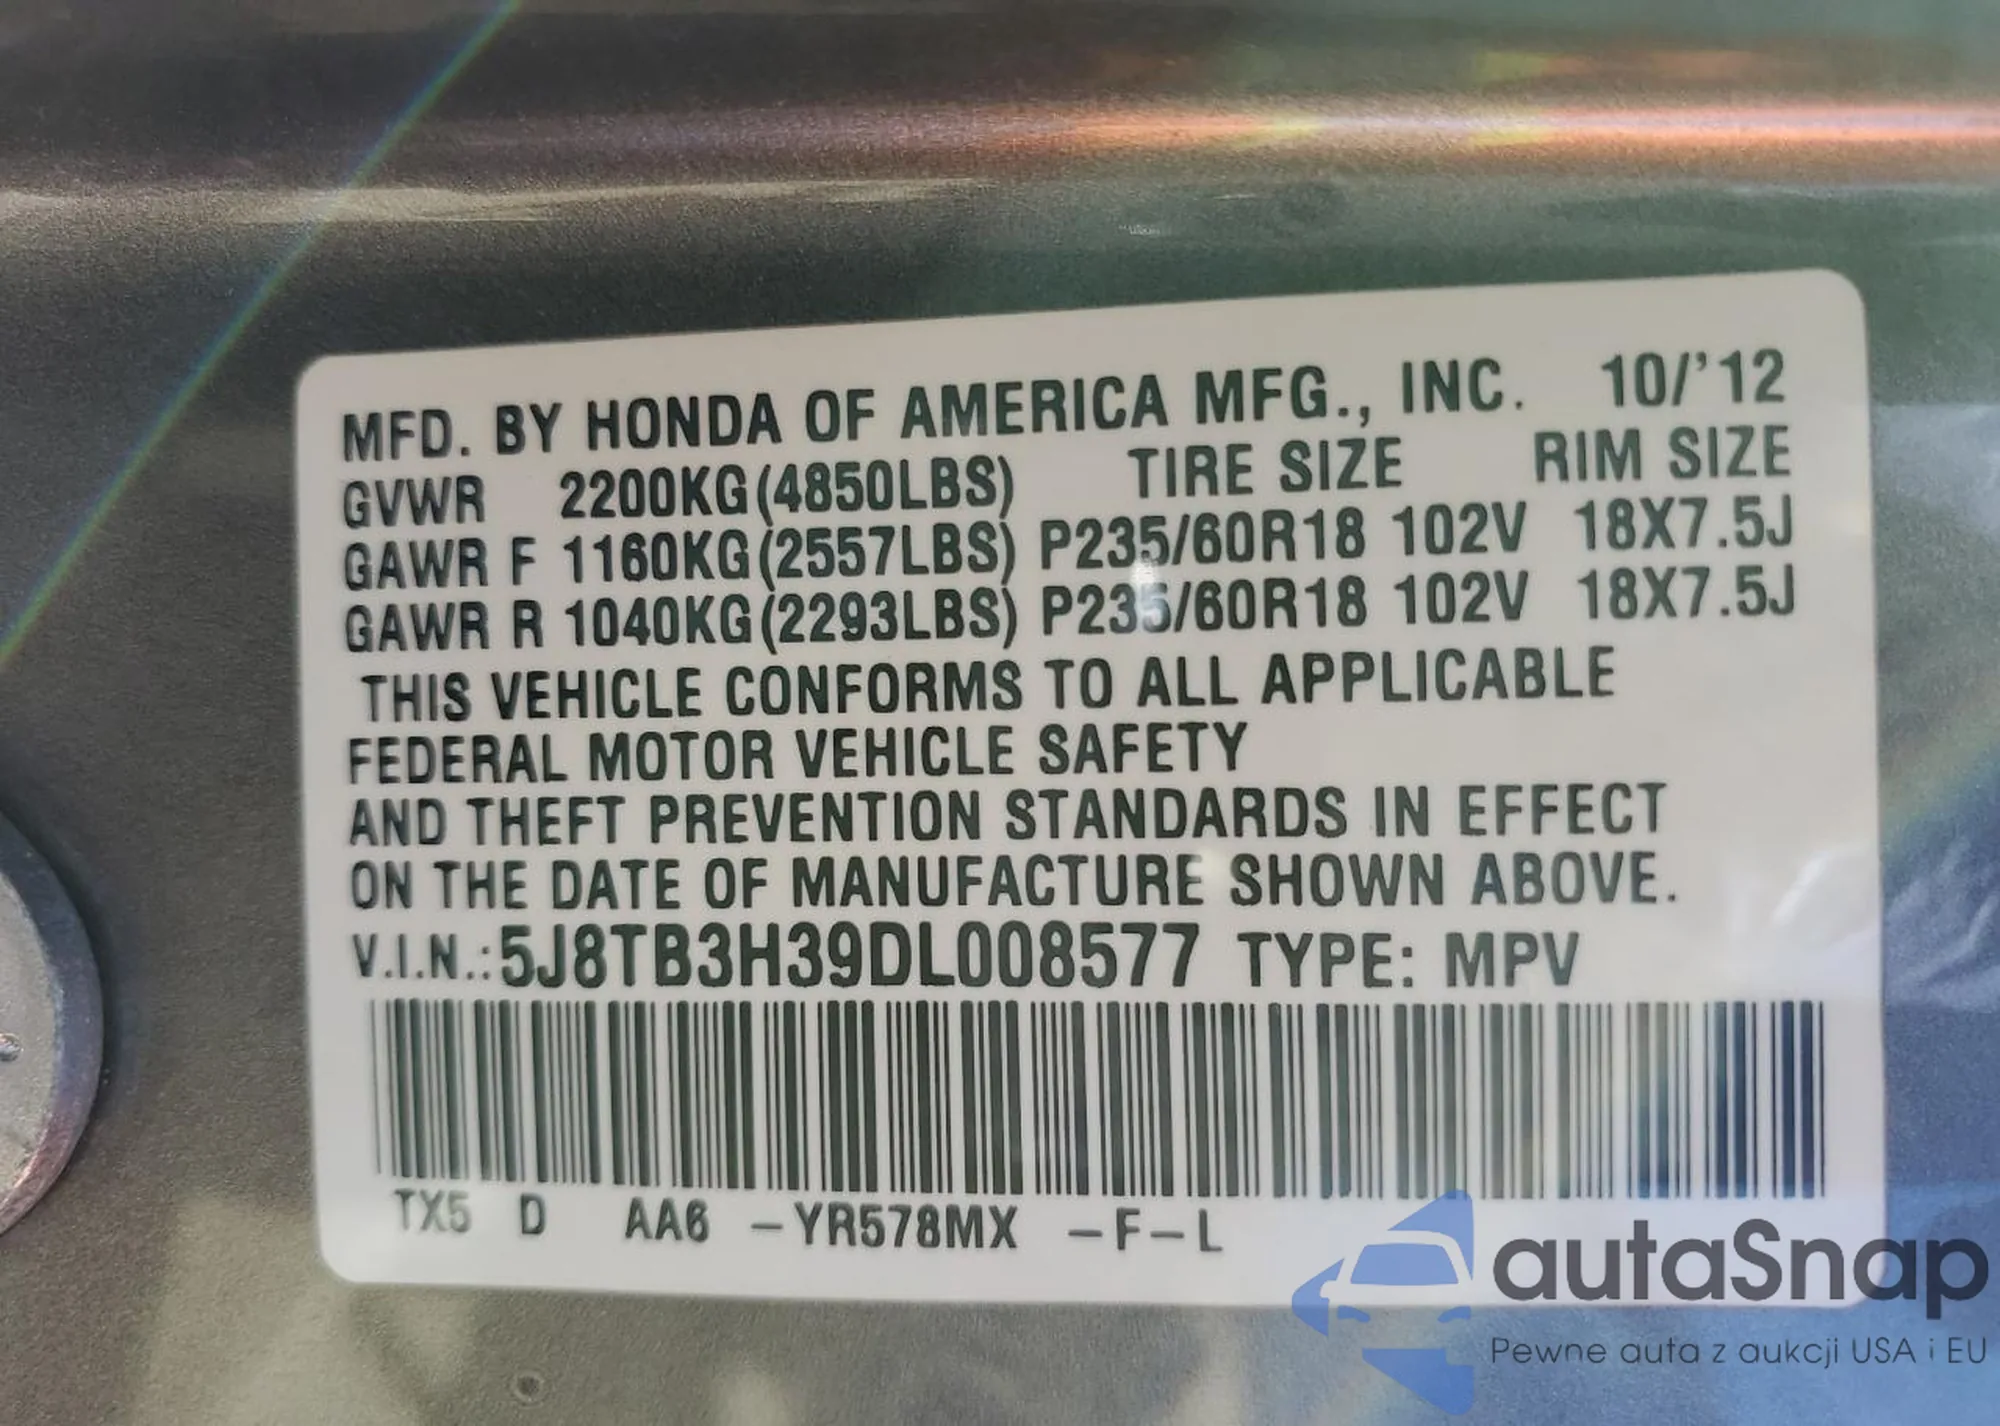 MFD. BY HONDA OF AMERICA MFG., INC. 10/'12
GVWR 2200KG(4850LBS) TIRE SIZE RIM SIZE
GAWR F 1160KG(2557LBS) P235/60R18 102V 18X7.5J
GAWR R 1040KG(2293LBS) P235/60R18 102V 18X7.5J
THIS VEHICLE CONFORMS TO ALL APPLICABLE
FEDERAL MOTOR VEHICLE SAFETY
AND THEFT PREVENTION STANDARDS IN EFFECT
ON THE DATE OF MANUFACTURE SHOWN ABOVE.
V.I.N.:5J8TB3H39DL008577 TYPE: MPV
TX5 D AA6 -YR578MX -F-L
autaSnap
Pewne auta z aukcji USA i EU